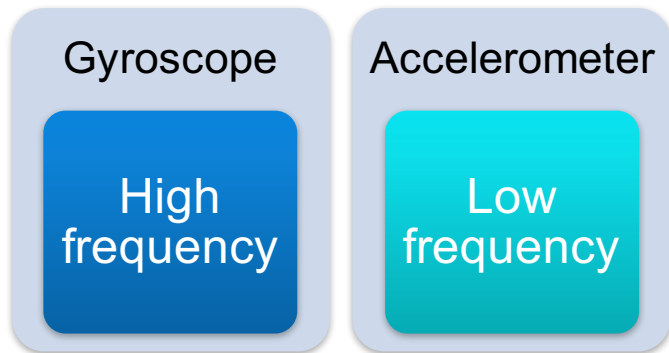 Gyroscope
High
frequency
Accelerometer
Low
frequency